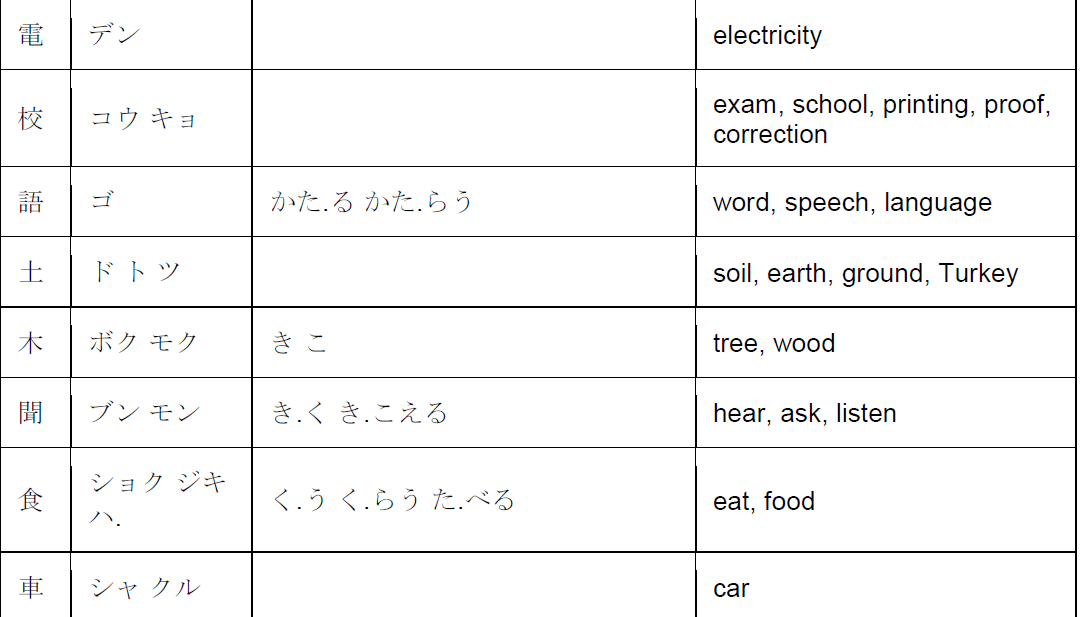 電 デン electricity
校 コウ キョ exam, school, printing, proof, correction
語 ゴ かた.る かた.らう word, speech, language
土 ド ト ツ soil, earth, ground, Turkey
木 ボク モク き こ tree, wood
聞 ブン モン き.く き.こえる hear, ask, listen
食 ショク ジキ ハ. く.う く.らう た.べる eat, food
車 シャ クル car